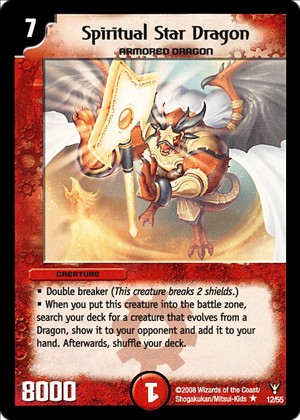 7
Spiritual Star Dragon
ARMORED DRAGON
CREATURE
▪ Double breaker (This creature breaks 2 shields.)
▪ When you put this creature into the battle zone,
search your deck for a creature that evolves from a
Dragon, show it to your opponent and add it to your
hand. Afterwards, shuffle your deck.
8000
1
©2008 Wizards of the Coast/
Shogakukan/Mitsui-Kids ★ 12/55